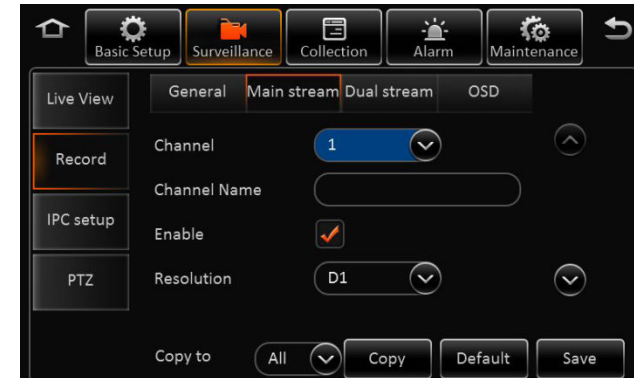 Basic Setup Surveillance Collection Alarm Maintenance
Live View General Main stream Dual stream OSD
Record Channel 1
Channel Name
IPC setup Enable
PTZ Resolution D1
Copy to All Copy Default Save